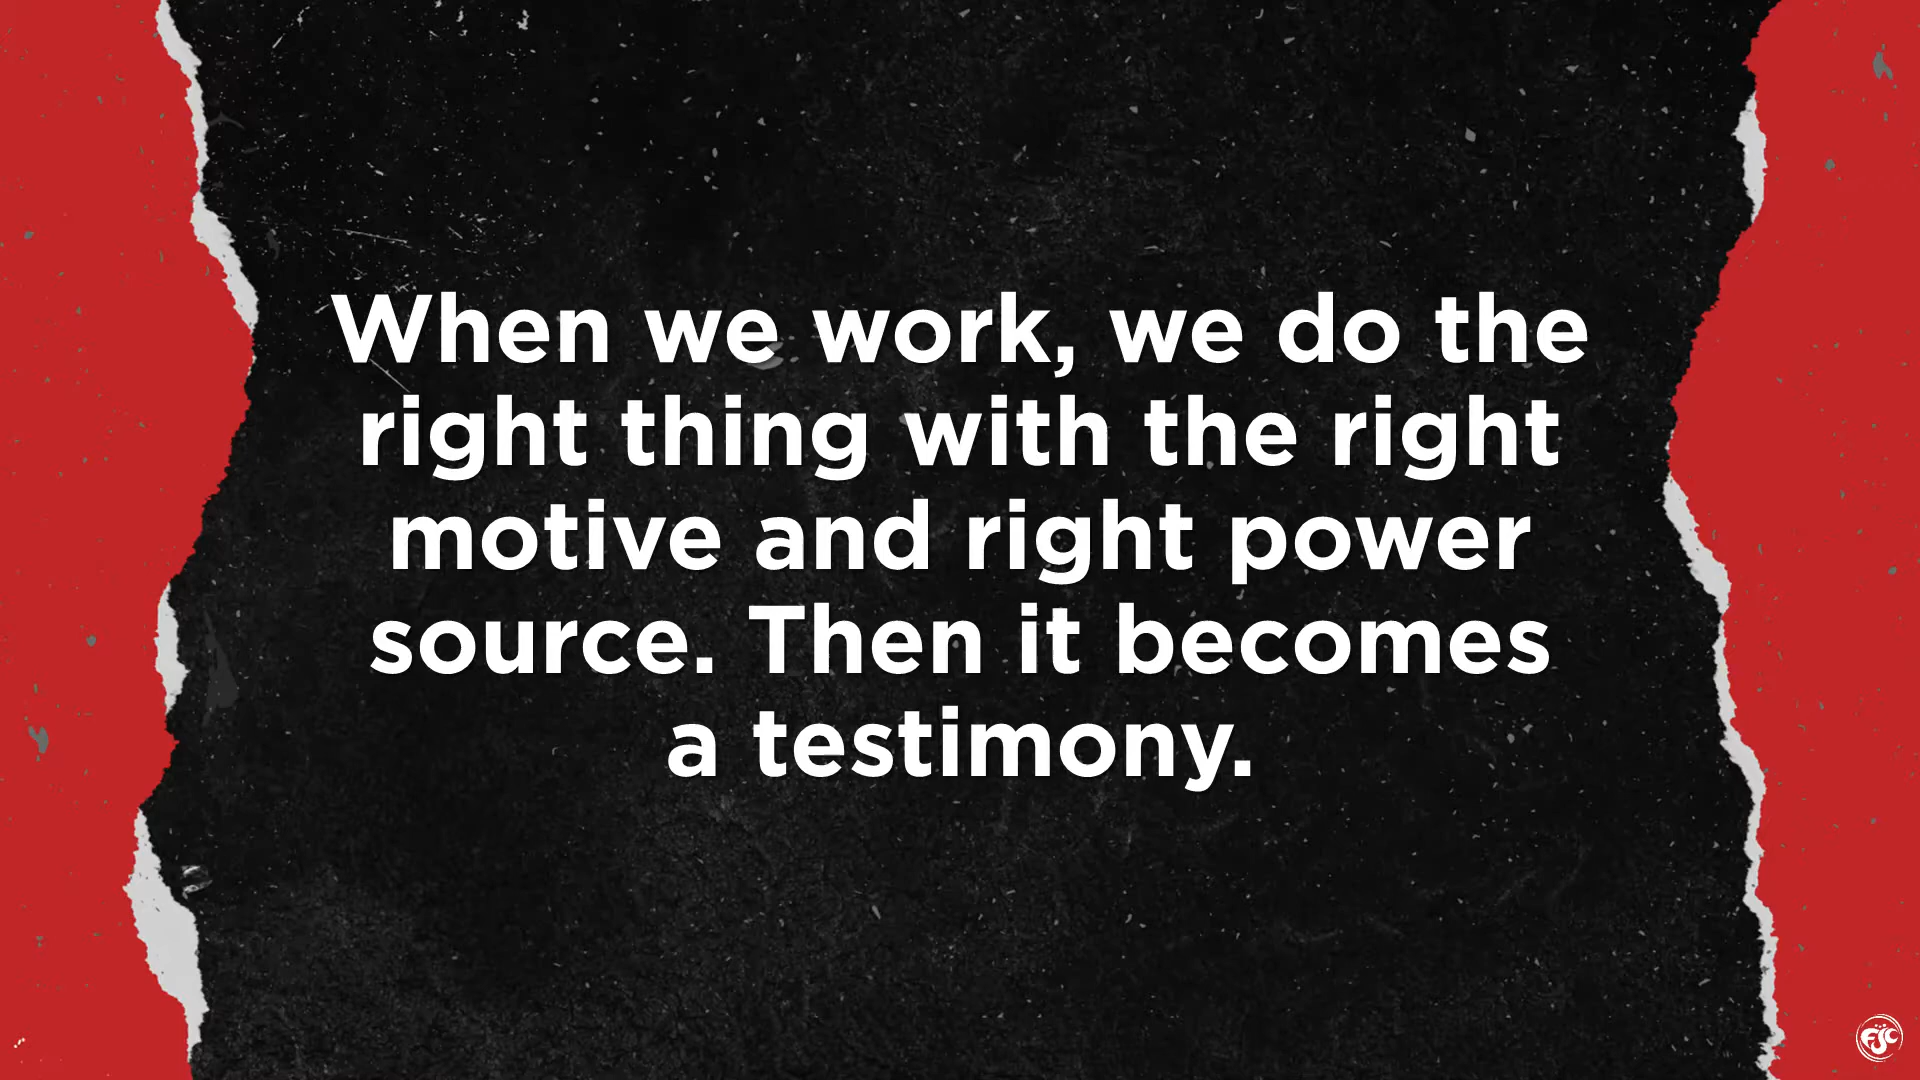 When we work, we do the
right thing with the right
motive and right power
source. Then it becomes
a testimony.
FJC